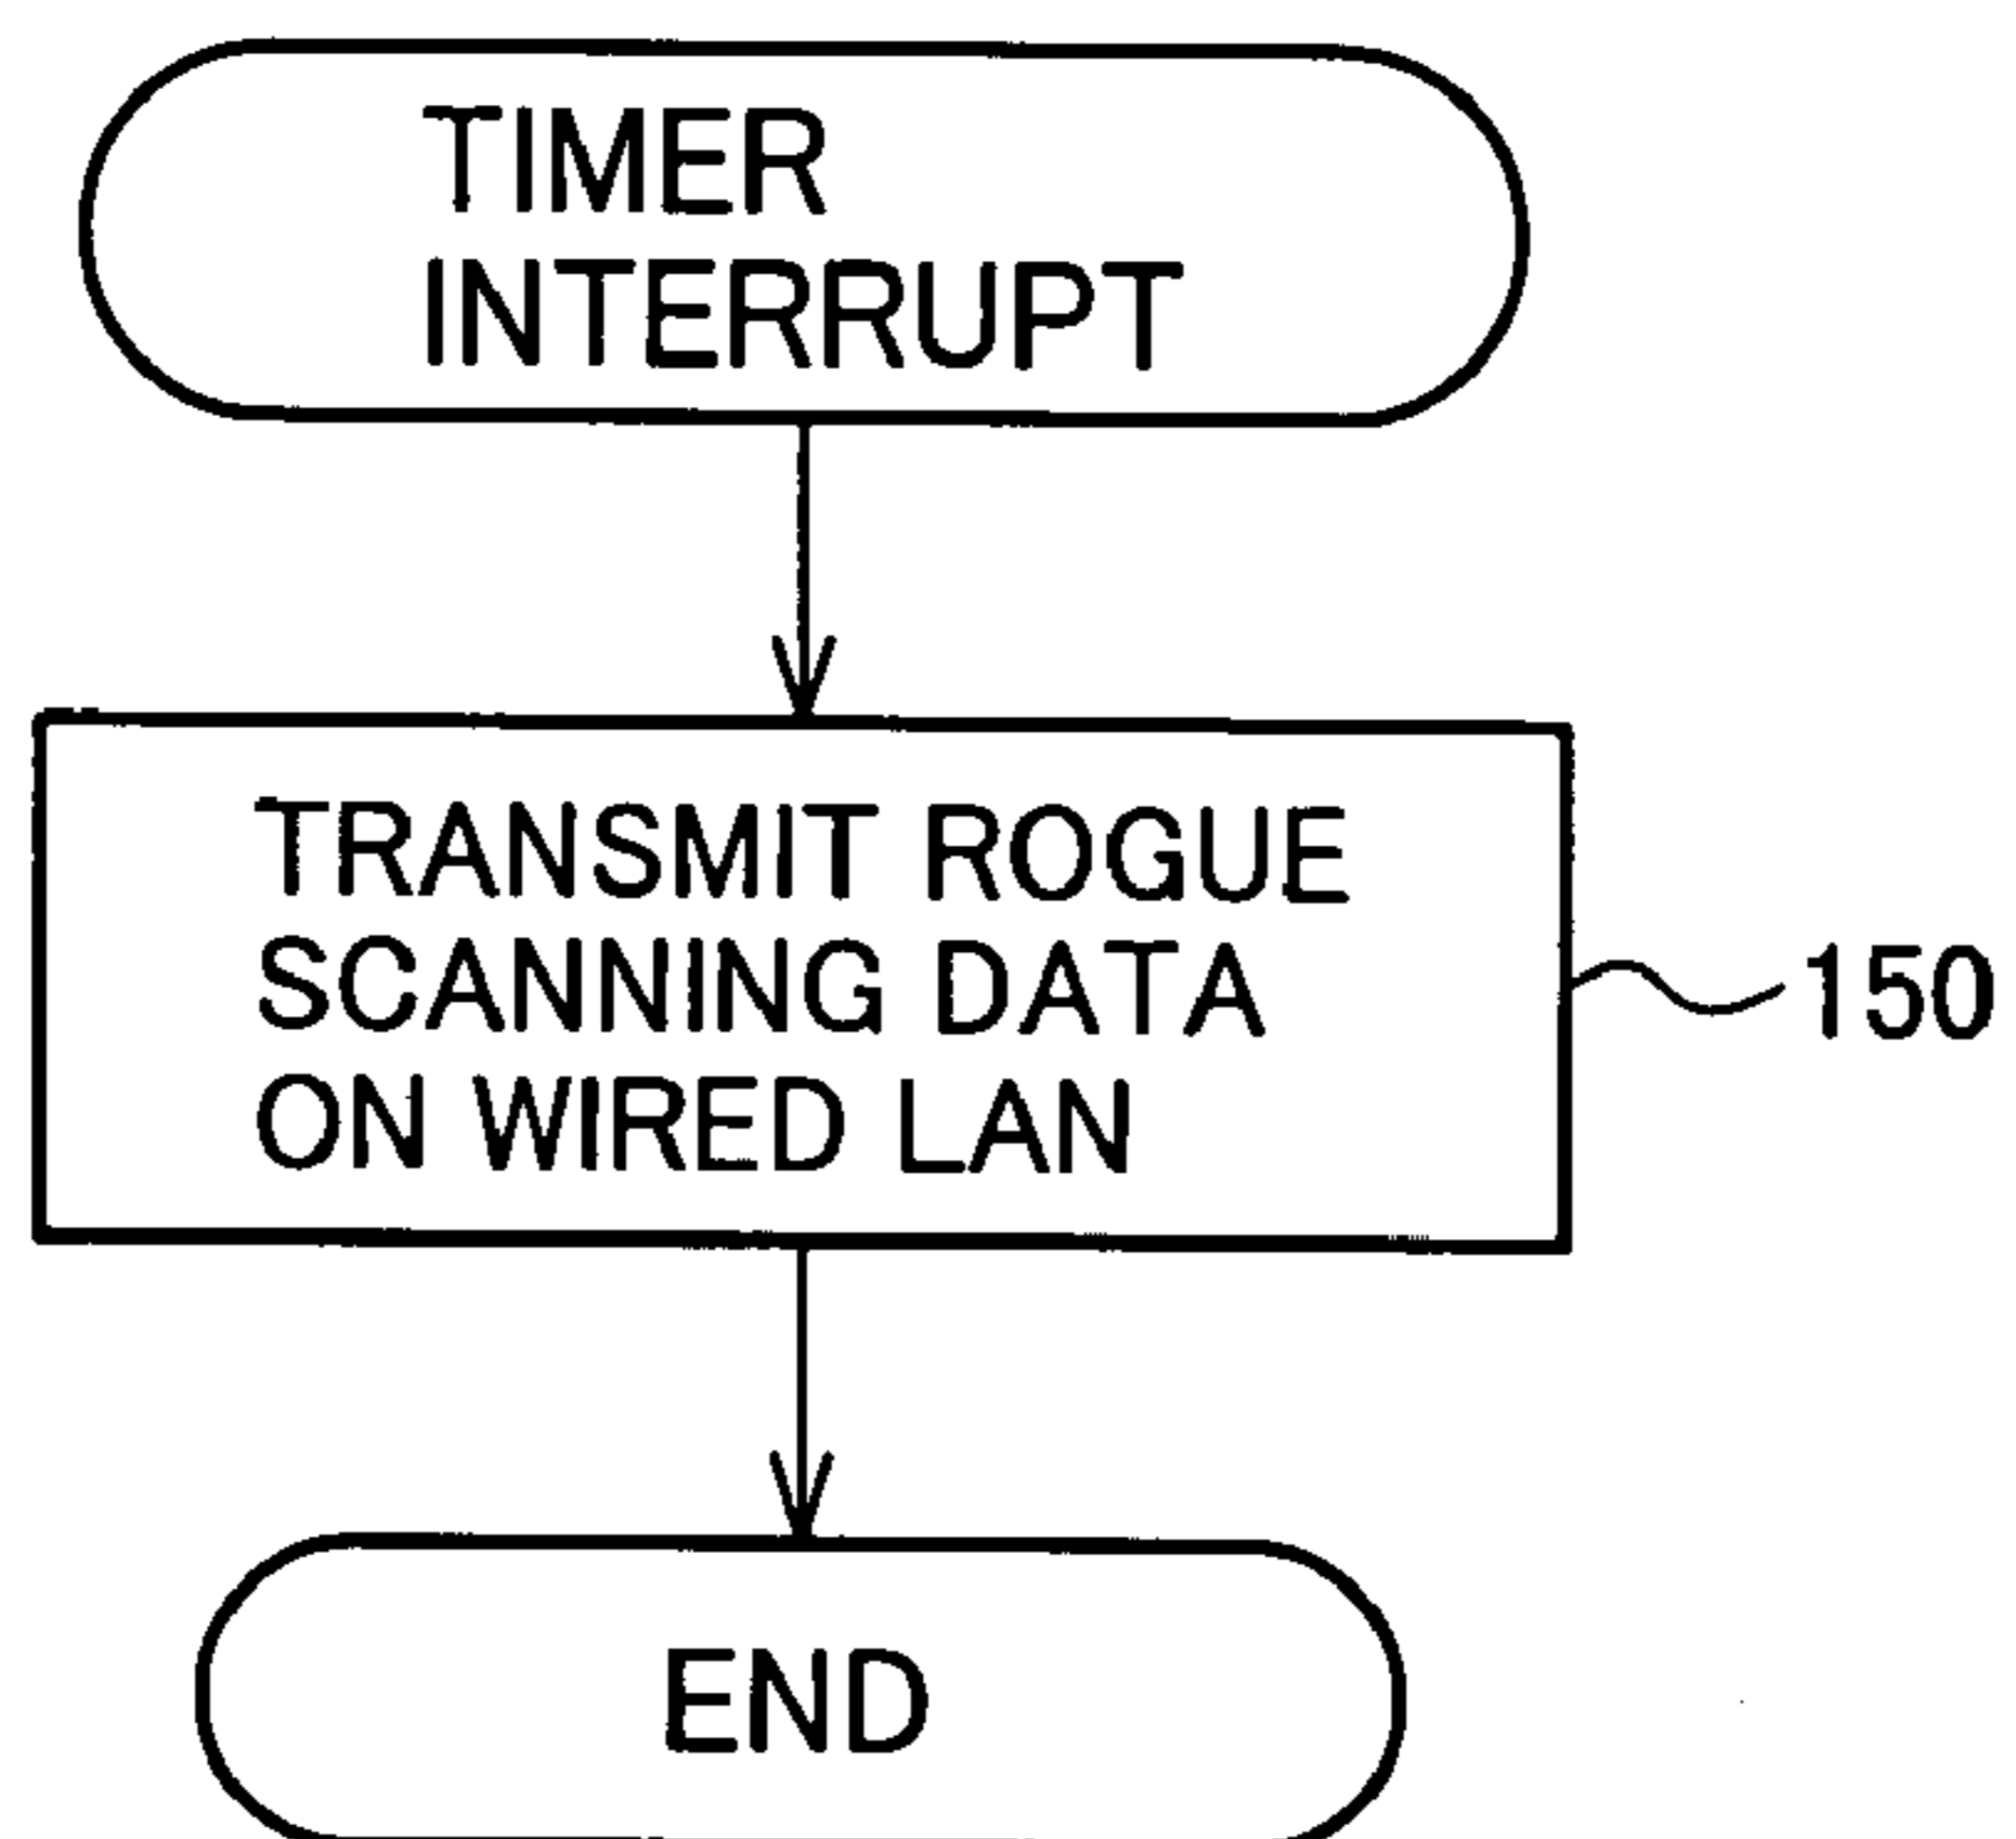 TIMER
INTERRUPT
TRANSMIT ROGUE
SCANNING DATA
ON WIRED LAN
150
END